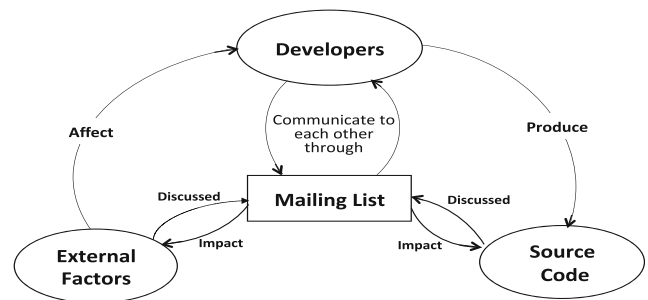 Developers
Communicate to
each other
through
Affect
Produce
Mailing List
Discussed
Impact
Discussed
Impact
External
Factors
Source
Code